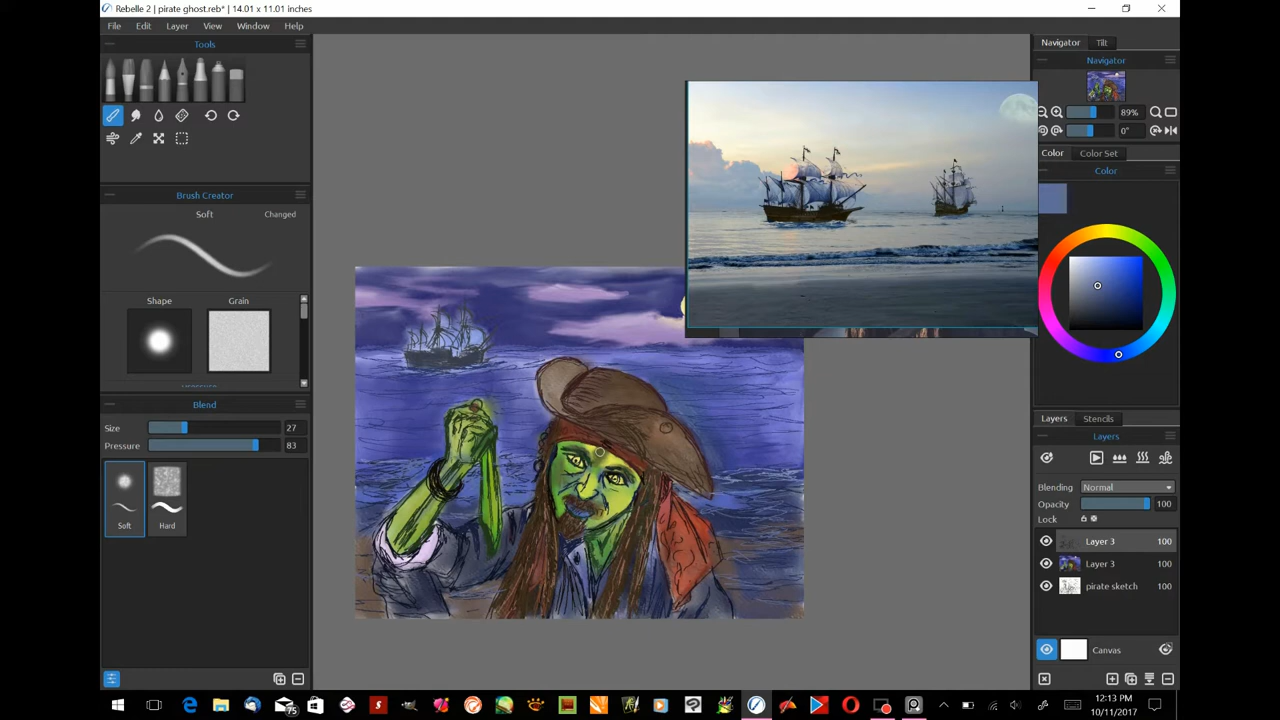 Rebelle 2 | pirate ghost.reb* | 14.01 x 11.01 inches
File Edit Layer View Window Help
Tools
Brush Creator
Soft Changed
Shape Grain
Blend
Size 27
Pressure 83
Soft Hard
Navigator Tilt
Navigator
89%
0°
Color Color Set
Color
Layers Stencils
Layers
Blending Normal
Opacity 100
Lock
Layer 3 100
Layer 3 100
pirate sketch 100
Canvas
75
12:13 PM
10/11/2017